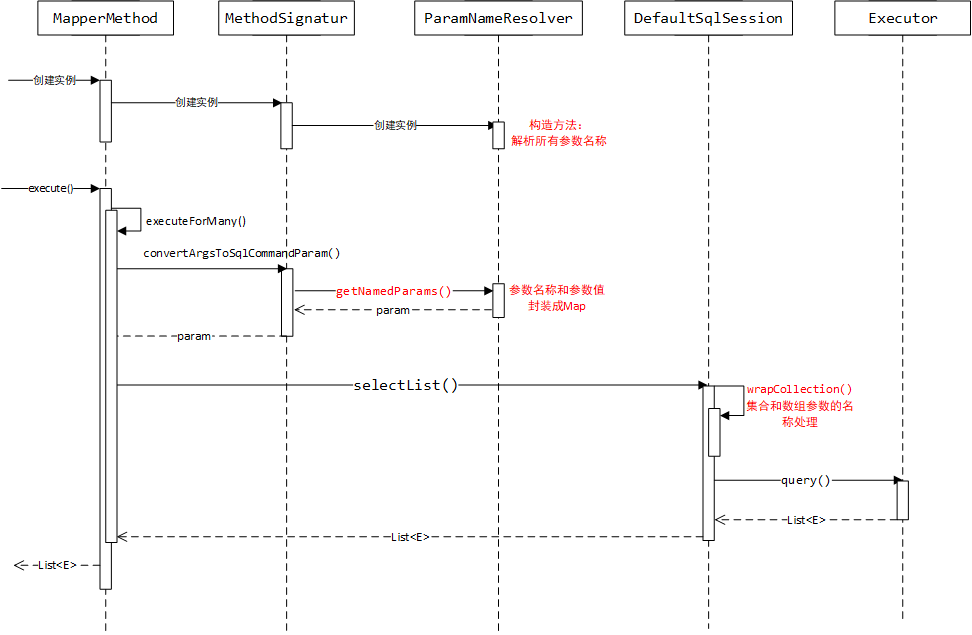 MapperMethod
MethodSignatur
ParamNameResolver
DefaultSqlSession
Executor
创建实例
创建实例
创建实例
构造方法：
解析所有参数名称
execute()
executeForMany()
convertArgsToSqlCommandParam()
getNamedParams()
参数名称和参数值
封装成Map
param
param
selectList()
wrapCollection()
集合和数组参数的名
称处理
query()
List<E>
List<E>
List<E>